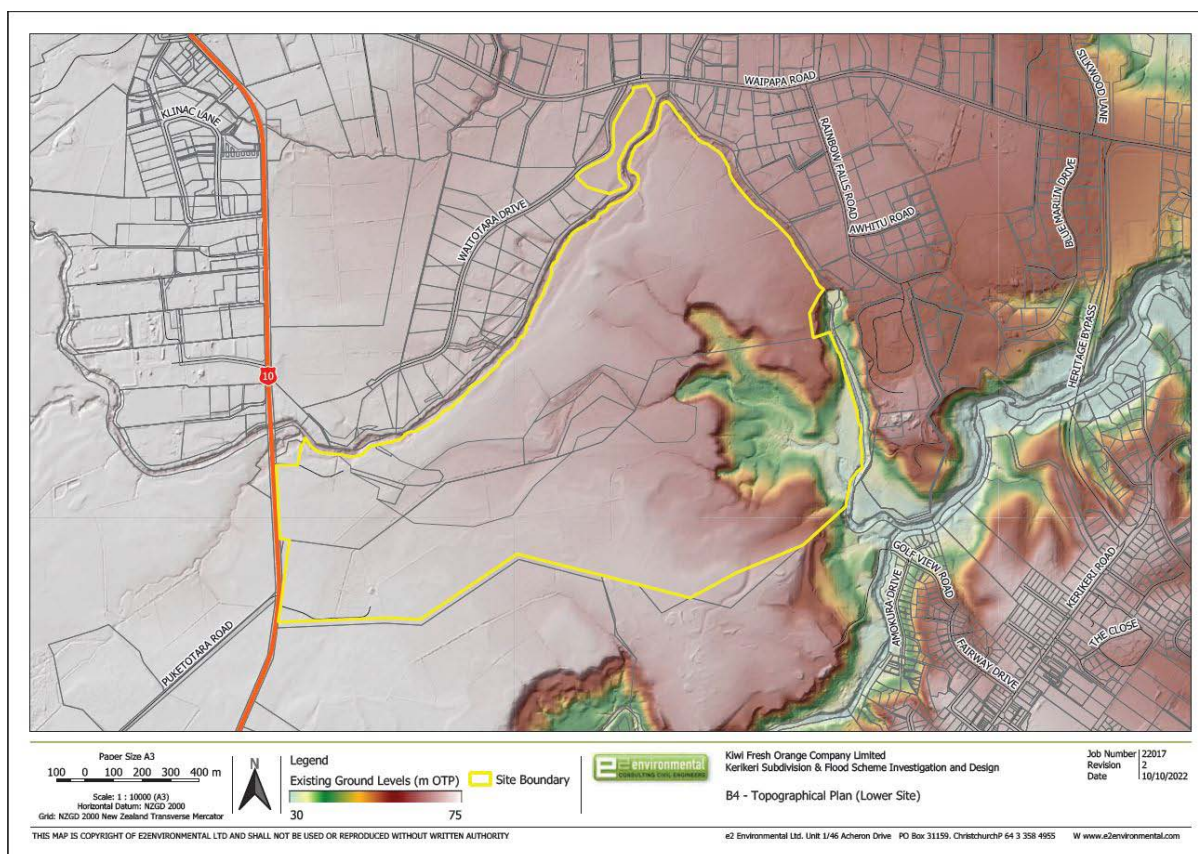 WAIPAPA ROAD
SILKWOOD LANE
KLINAC LANE
RAINBOW FALLS ROAD
BLUE MARLIN DRIVE
WAITOTARA DRIVE
AWHITU ROAD
HERITAGE BYPASS
10
GOLF VIEW ROAD
KERIKERI ROAD
AMOKURA DRIVE
THE CLOSE
FAIRWAY DRIVE
PUKETOTARA ROAD
Paper Size A3
100 0 100 200 300 400 m
Scale: 1 : 10000 (A3)
Horizontal Datum: NZGD 2000
Grid: NZGD 2000 New Zealand Transverse Mercator
N
Legend
Existing Ground Levels (m OTP)
30 75
Site Boundary
e2 environmental
CONSULTING CIVIL ENGINEERS
Kiwi Fresh Orange Company Limited
Kerikeri Subdivision & Flood Scheme Investigation and Design
B4 - Topographical Plan (Lower Site)
Job Number 22017
Revision 2
Date 10/10/2022
THIS MAP IS COPYRIGHT OF E2ENVIRONMENTAL LTD AND SHALL NOT BE USED OR REPRODUCED WITHOUT WRITTEN AUTHORITY
e2 Environmental Ltd. Unit 1/46 Acheron Drive PO Box 31159. ChristchurchP 64 3 358 4955 W www.e2environmental.com